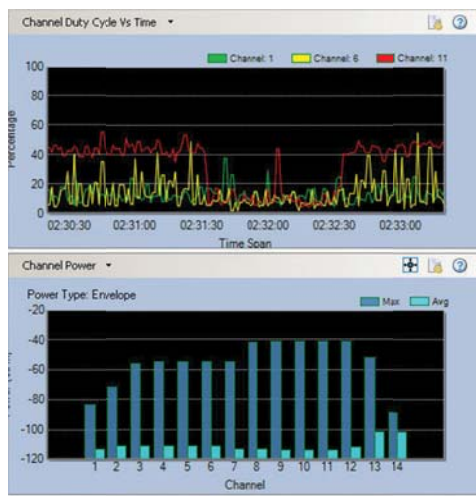 Channel Duty Cycle Vs Time
Channel: 1 Channel: 6 Channel: 11
Percentage
100
80
60
40
20
0
02:30:30 02:31:00 02:31:30 02:32:00 02:32:30 02:33:00
Time Span
Channel Power
Power Type: Envelope
Max Avg
-20
-40
-60
-80
-100
-120
1 2 3 4 5 6 7 8 9 10 11 12 13 14
Channel